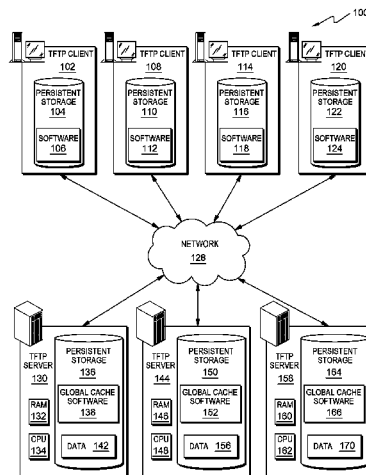 100
TFTP CLIENT
102
PERSISTENT
STORAGE
104
SOFTWARE
106
TFTP CLIENT
108
PERSISTENT
STORAGE
110
SOFTWARE
112
TFTP CLIENT
114
PERSISTENT
STORAGE
116
SOFTWARE
118
TFTP CLIENT
120
PERSISTENT
STORAGE
122
SOFTWARE
124
NETWORK
128
TFTP
SERVER
130
RAM
132
CPU
134
PERSISTENT
STORAGE
136
GLOBAL CACHE
SOFTWARE
138
DATA 142
TFTP
SERVER
144
RAM
146
CPU
148
PERSISTENT
STORAGE
150
GLOBAL CACHE
SOFTWARE
152
DATA 156
TFTP
SERVER
158
RAM
160
CPU
162
PERSISTENT
STORAGE
164
GLOBAL CACHE
SOFTWARE
166
DATA 170